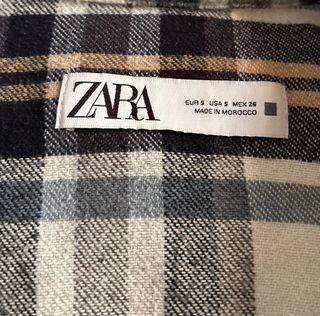 ZARA
EUR S USA S MEX 26
MADE IN MOROCCO